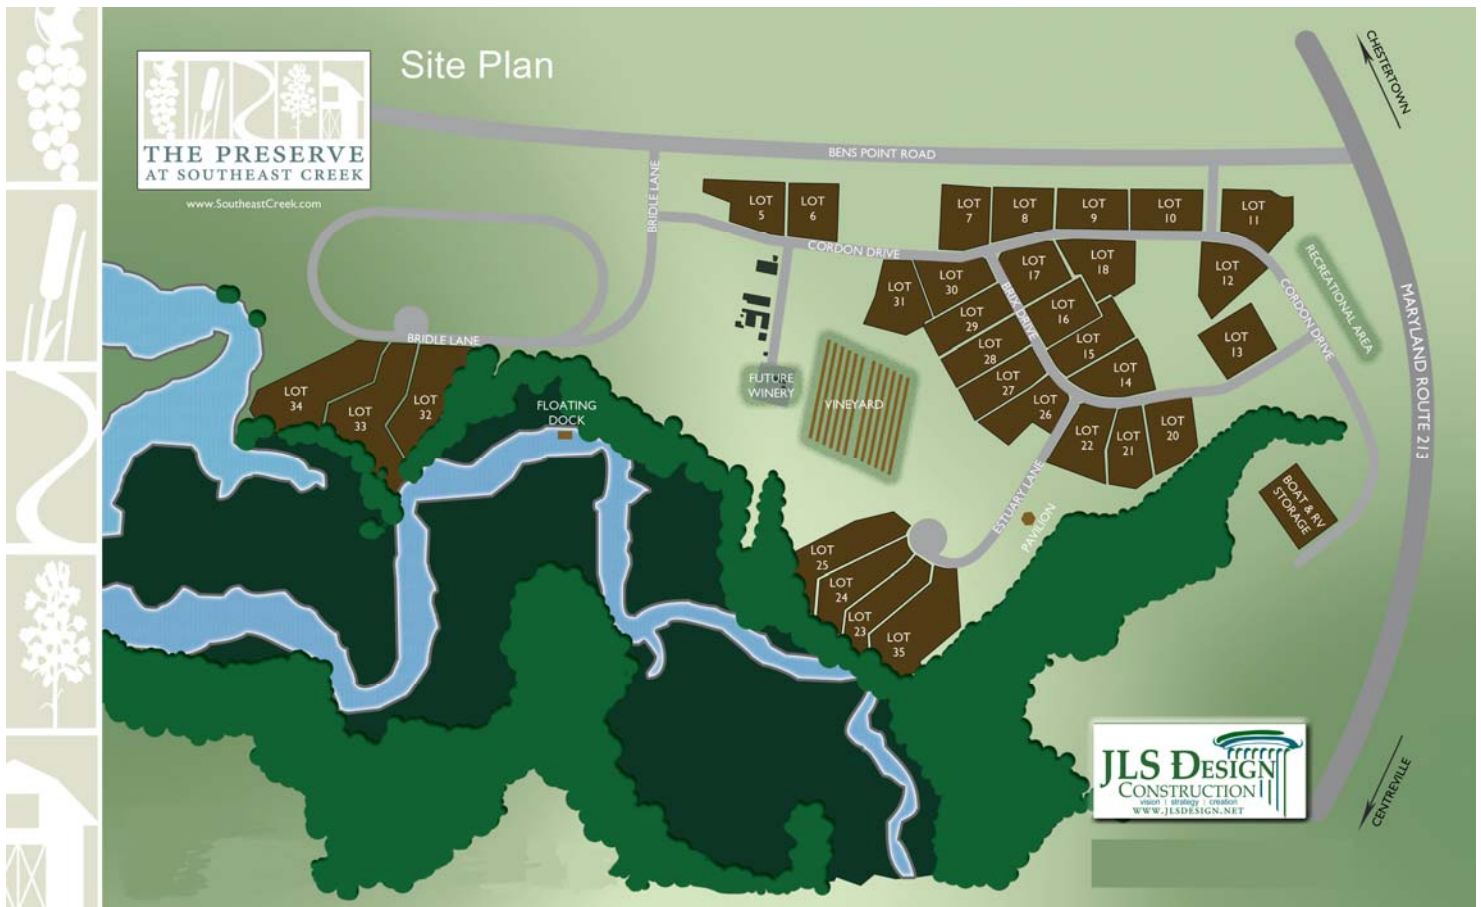 Site Plan
THE PRESERVE
AT SOUTHEAST CREEK
www.SoutheastCreek.com
CHESTERTOWN
BENS POINT ROAD
BRIDLE LANE
LOT
5
LOT
6
LOT
7
LOT
8
LOT
9
LOT
10
LOT
11
CORDON DRIVE
LOT
31
LOT
30
LOT
17
LOT
18
LOT
12
RECREATIONAL AREA
MARYLAND ROUTE 213
LOT
29
BRIX DRIVE
LOT
16
CORDON DRIVE
BRIDLE LANE
LOT
28
LOT
15
LOT
13
LOT
34
LOT
33
LOT
32
FLOATING
DOCK
FUTURE
WINERY
VINEYARD
LOT
27
LOT
14
LOT
26
LOT
22
LOT
21
LOT
20
ESTUARY LANE
PAVILION
BOAT & RV
STORAGE
LOT
25
LOT
24
LOT
23
LOT
35
JLS DESIGN
CONSTRUCTION
vision | strategy | creation
WWW.JLSDESIGN.NET
CENTREVILLE